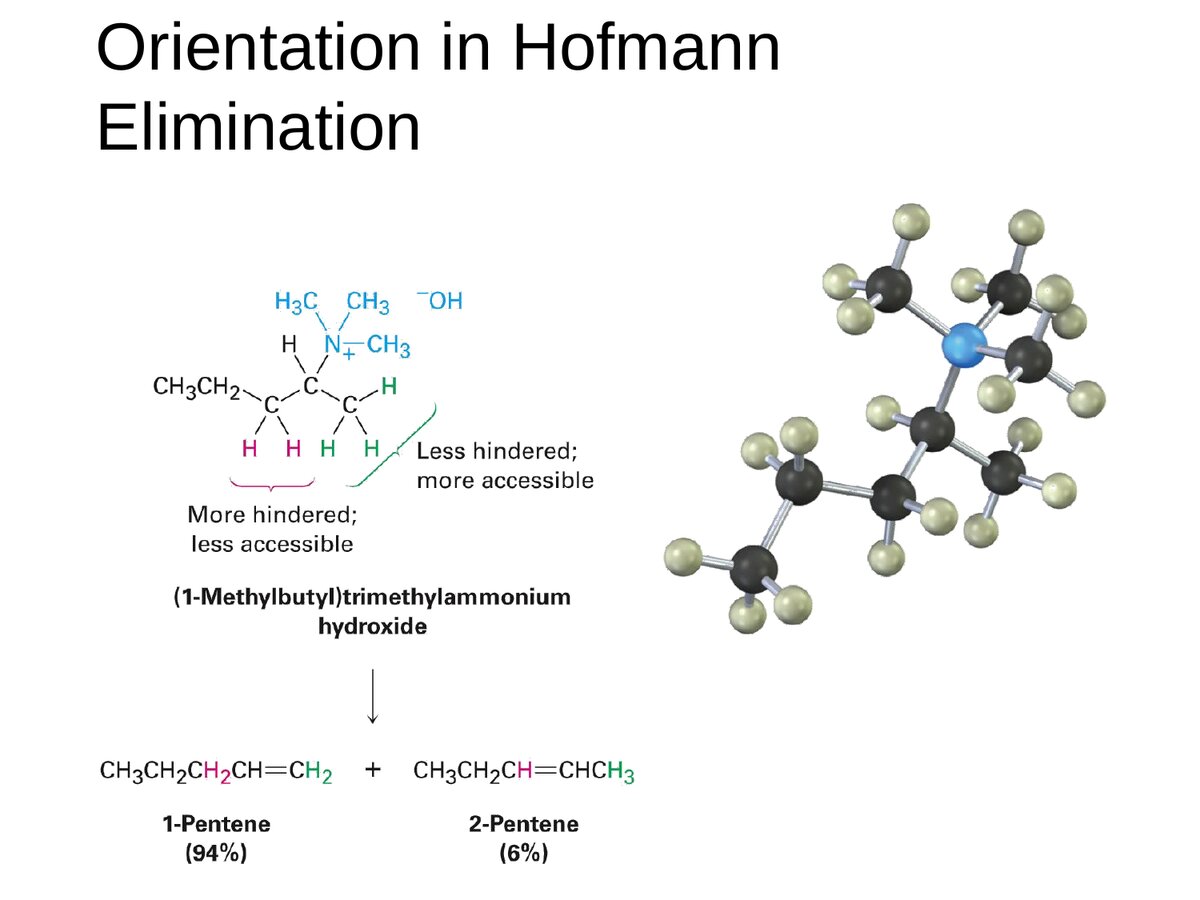 Orientation in Hofmann
Elimination
H₃C CH₃ ⁻OH
H N⁺ CH₃
CH₃CH₂ C H
C C
H H H H
Less hindered;
more accessible
More hindered;
less accessible
(1-Methylbutyl)trimethylammonium
hydroxide
CH₃CH₂CH₂CH=CH₂ + CH₃CH₂CH=CHCH₃
1-Pentene 2-Pentene
(94%) (6%)